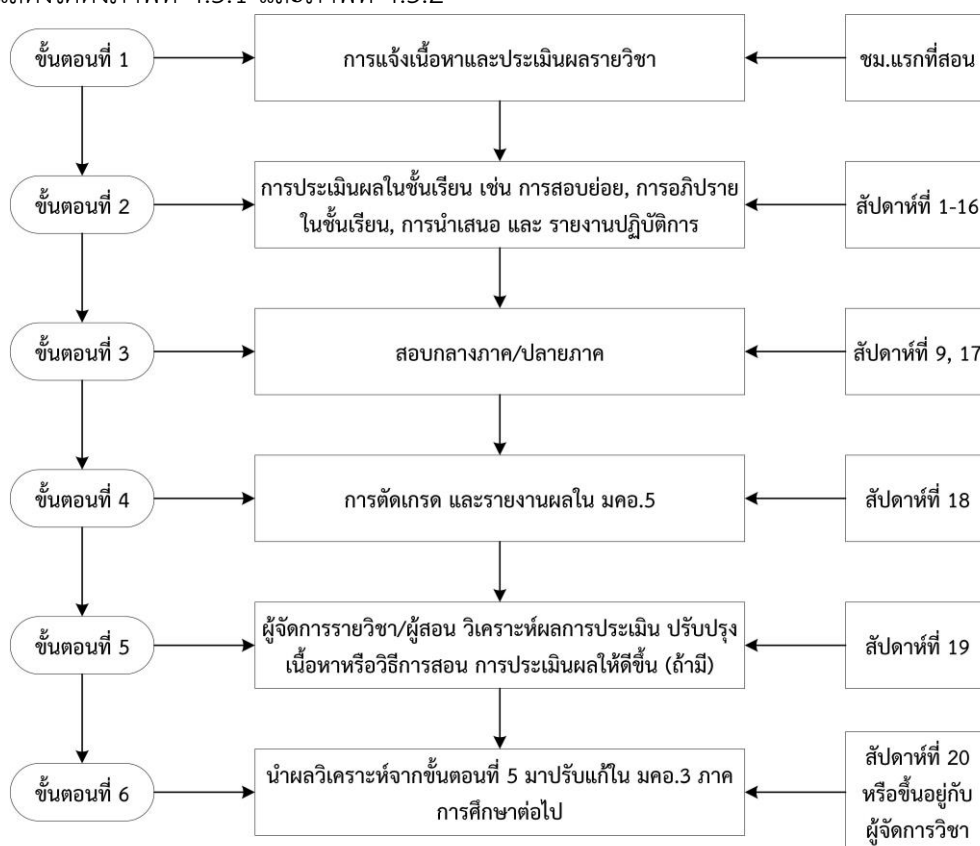 ขั้นตอนที่ 1
การแจ้งเนื้อหาและประเมินผลรายวิชา
ชม.แรกที่สอน
ขั้นตอนที่ 2
การประเมินผลในชั้นเรียน เช่น การสอบย่อย, การอภิปราย
ในชั้นเรียน, การนำเสนอ และ รายงานปฏิบัติการ
สัปดาห์ที่ 1-16
ขั้นตอนที่ 3
สอบกลางภาค/ปลายภาค
สัปดาห์ที่ 9, 17
ขั้นตอนที่ 4
การตัดเกรด และรายงานผลใน มคอ.5
สัปดาห์ที่ 18
ขั้นตอนที่ 5
ผู้จัดการรายวิชา/ผู้สอน วิเคราะห์ผลการประเมิน ปรับปรุง
เนื้อหาหรือวิธีการสอน การประเมินผลให้ดีขึ้น (ถ้ามี)
สัปดาห์ที่ 19
ขั้นตอนที่ 6
นำผลวิเคราะห์จากขั้นตอนที่ 5 มาปรับแก้ใน มคอ.3 ภาค
การศึกษาต่อไป
สัปดาห์ที่ 20
หรือขึ้นอยู่กับ
ผู้จัดการวิชา